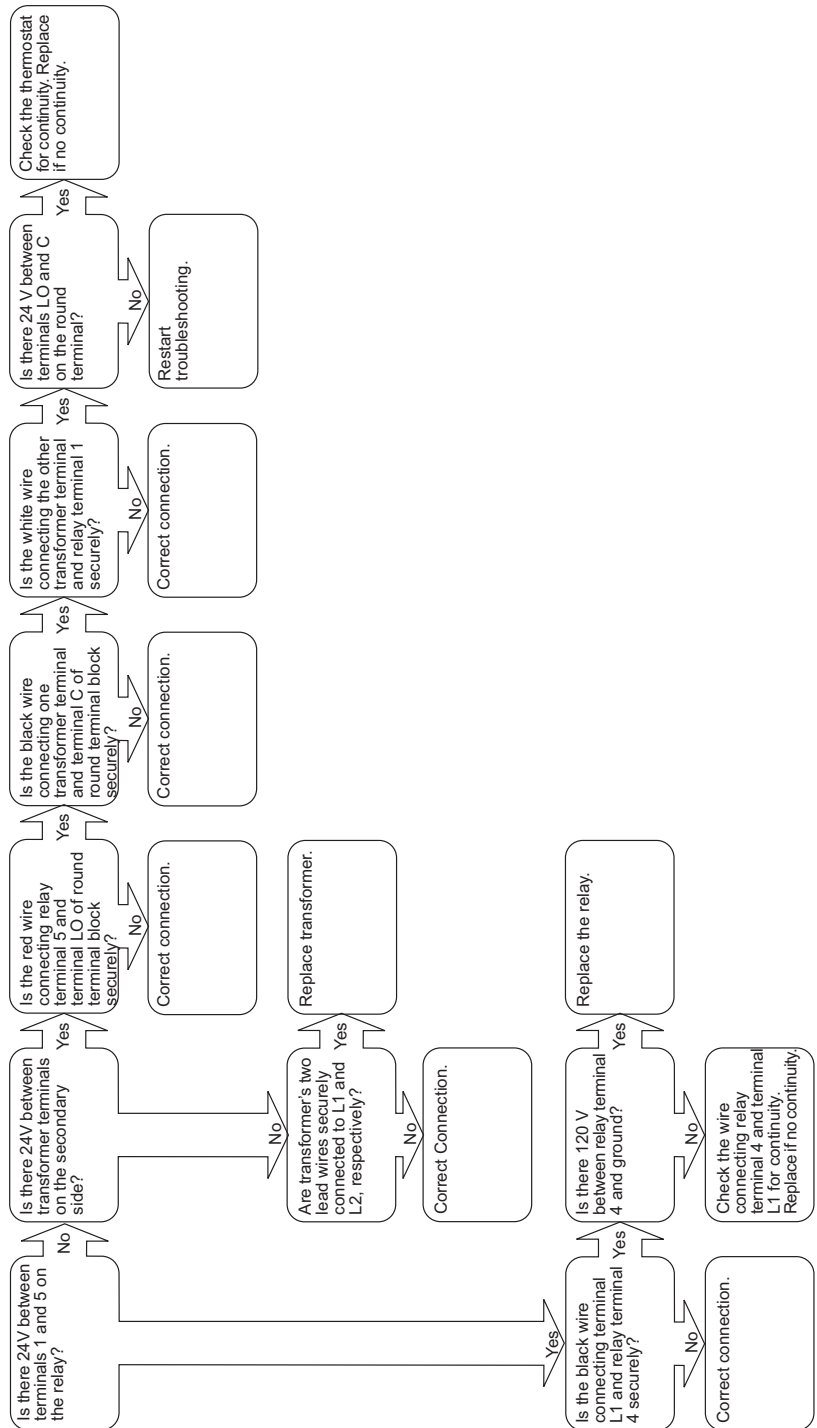 Is there 24V between
terminals 1 and 5 on
the relay?
No
Is there 24V between
transformer terminals
on the secondary
side?
Yes
Is the red wire
connecting relay
terminal 5 and
terminal LO of round
terminal block
securely?
Yes
Is the black wire
connecting one
transformer terminal
and terminal C of
round terminal block
securely?
Yes
Is the white wire
connecting the other
transformer terminal
and relay terminal 1
securely?
Yes
Is there 24 V between
terminals LO and C
on the round
terminal?
Yes
Check the thermostat
for continuity. Replace
if no continuity.
No
Correct connection.
No
Correct connection.
No
Correct connection.
No
Restart
troubleshooting.
No
Are transformer's two
lead wires securely
connected to L1 and
L2, respectively?
Yes
Replace transformer.
No
Correct Connection.
Yes
Is the black wire
connecting terminal
L1 and relay terminal
4 securely?
Yes
Is there 120 V
between relay terminal
4 and ground?
Yes
Replace the relay.
No
Correct connection.
No
Check the wire
connecting relay
terminal 4 and terminal
L1 for continuity.
Replace if no continuity.